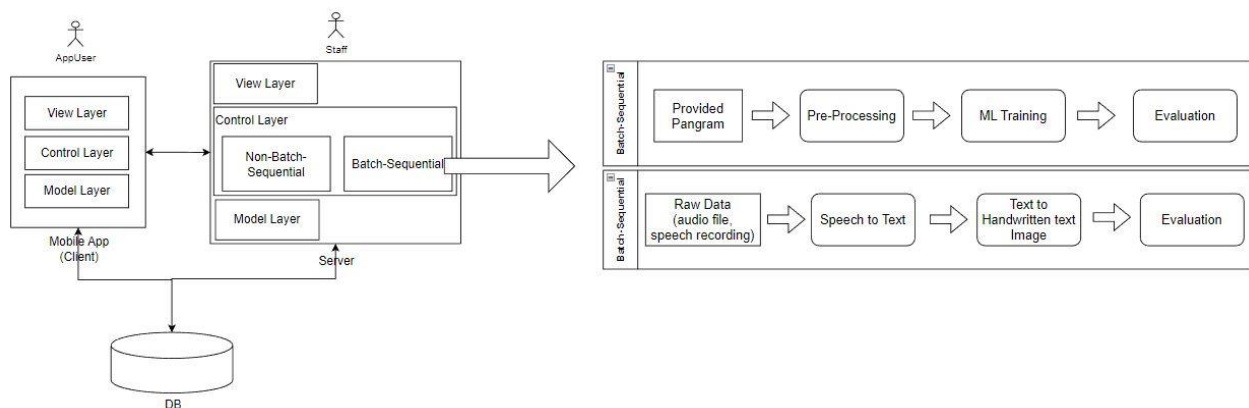 AppUser
View Layer
Control Layer
Model Layer
Mobile App
(Client)
Staff
View Layer
Control Layer
Non-Batch-
Sequential
Batch-Sequential
Model Layer
Server
DB
Batch-Sequential
Provided
Pangram
Pre-Processing
ML Training
Evaluation
Batch-Sequential
Raw Data
(audio file,
speech recording)
Speech to Text
Text to
Handwritten text
Image
Evaluation